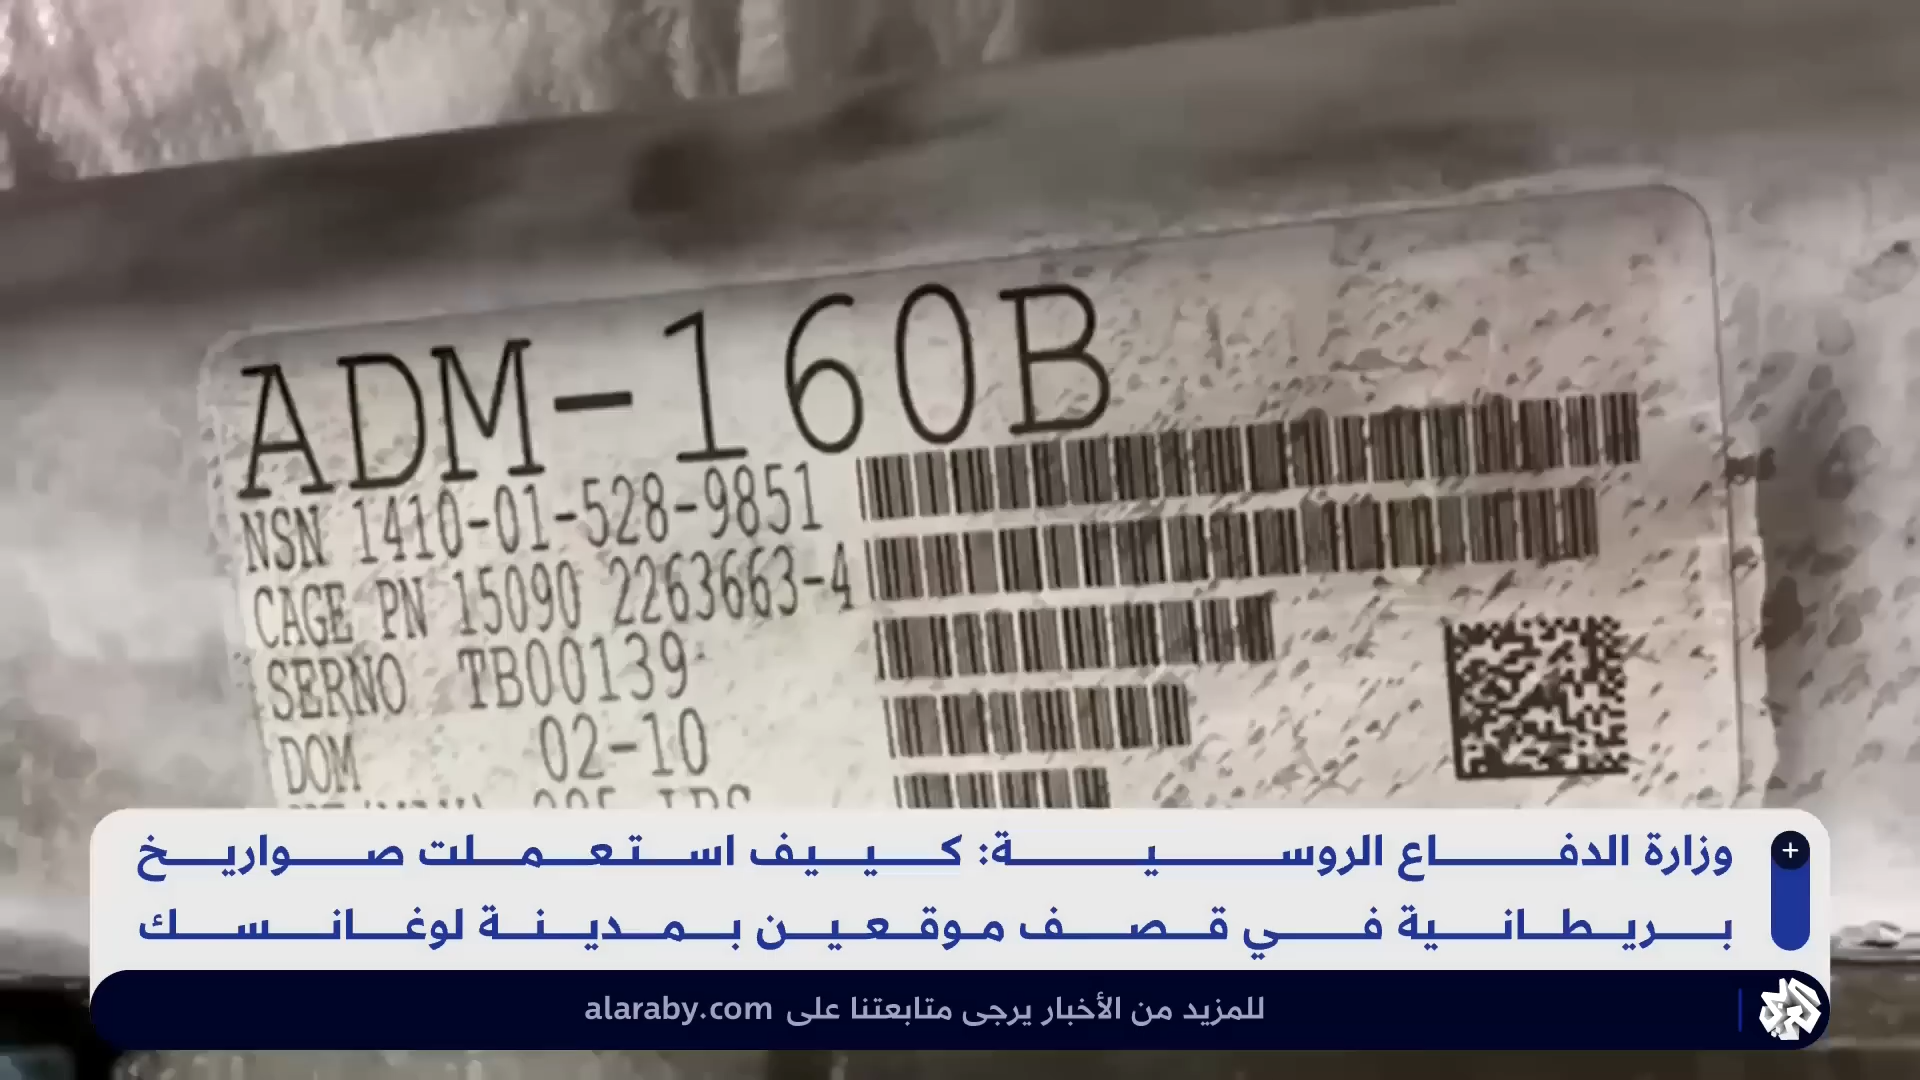 ADM-160B
NSN 1410-01-528-9851
CAGE PN 15090 2263663-4
SERNO TB00139
DOM 02-10
وزارة الدفاع الروسية: كييف استعملت صواريخ
بريطانية في قصف موقعين بمدينة لوغانسك
للمزيد من الأخبار يرجى متابعتنا على alaraby.com